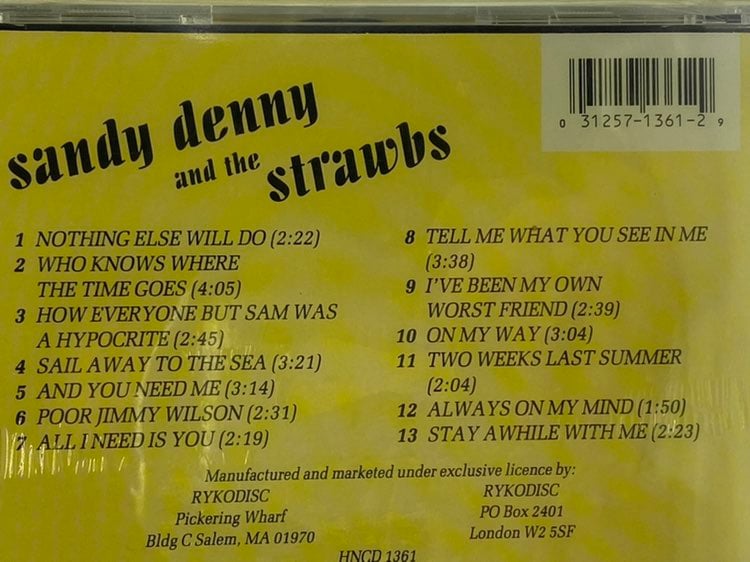 sandy denny
and the strawbs
0 31257-1361-2 9
1 NOTHING ELSE WILL DO (2:22)
2 WHO KNOWS WHERE
THE TIME GOES (4:05)
3 HOW EVERYONE BUT SAM WAS
A HYPOCRITE (2:45)
4 SAIL AWAY TO THE SEA (3:21)
5 AND YOU NEED ME (3:14)
6 POOR JIMMY WILSON (2:31)
7 ALL I NEED IS YOU (2:19)
8 TELL ME WHAT YOU SEE IN ME
(3:38)
9 I'VE BEEN MY OWN
WORST FRIEND (2:39)
10 ON MY WAY (3:04)
11 TWO WEEKS LAST SUMMER
(2:04)
12 ALWAYS ON MY MIND (1:50)
13 STAY AWHILE WITH ME (2:23)
Manufactured and marketed under exclusive licence by:
RYKODISC
Pickering Wharf
Bldg C Salem, MA 01970
RYKODISC
PO Box 2401
London W2 5SF
HNCD 1361